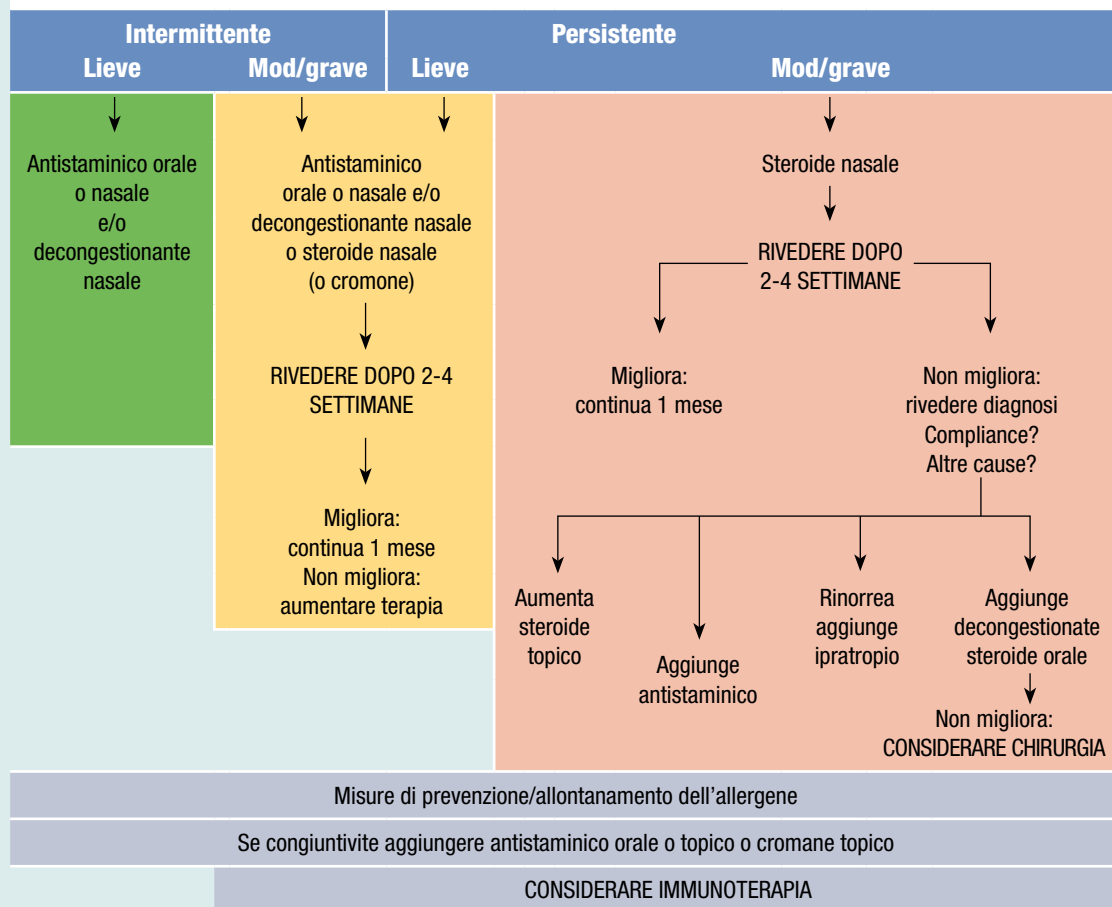 Intermittente
Persistente
Lieve
Mod/grave
Lieve
Mod/grave
Antistaminico orale
o nasale
e/o
decongestionante
nasale
Antistaminico
orale o nasale e/o
decongestionante nasale
o steroide nasale
(o cromone)
RIVEDERE DOPO 2-4
SETTIMANE
Migliora:
continua 1 mese
Non migliora:
aumentare terapia
Steroide nasale
RIVEDERE DOPO
2-4 SETTIMANE
Migliora:
continua 1 mese
Non migliora:
rivedere diagnosi
Compliance?
Altre cause?
Aumenta
steroide
topico
Aggiunge
antistaminico
Rinorrea
aggiunge
ipratropio
Aggiunge
decongestionate
steroide orale
Non migliora:
CONSIDERARE CHIRURGIA
Misure di prevenzione/allontanamento dell'allergene
Se congiuntivite aggiungere antistaminico orale o topico o cromane topico
CONSIDERARE IMMUNOTERAPIA